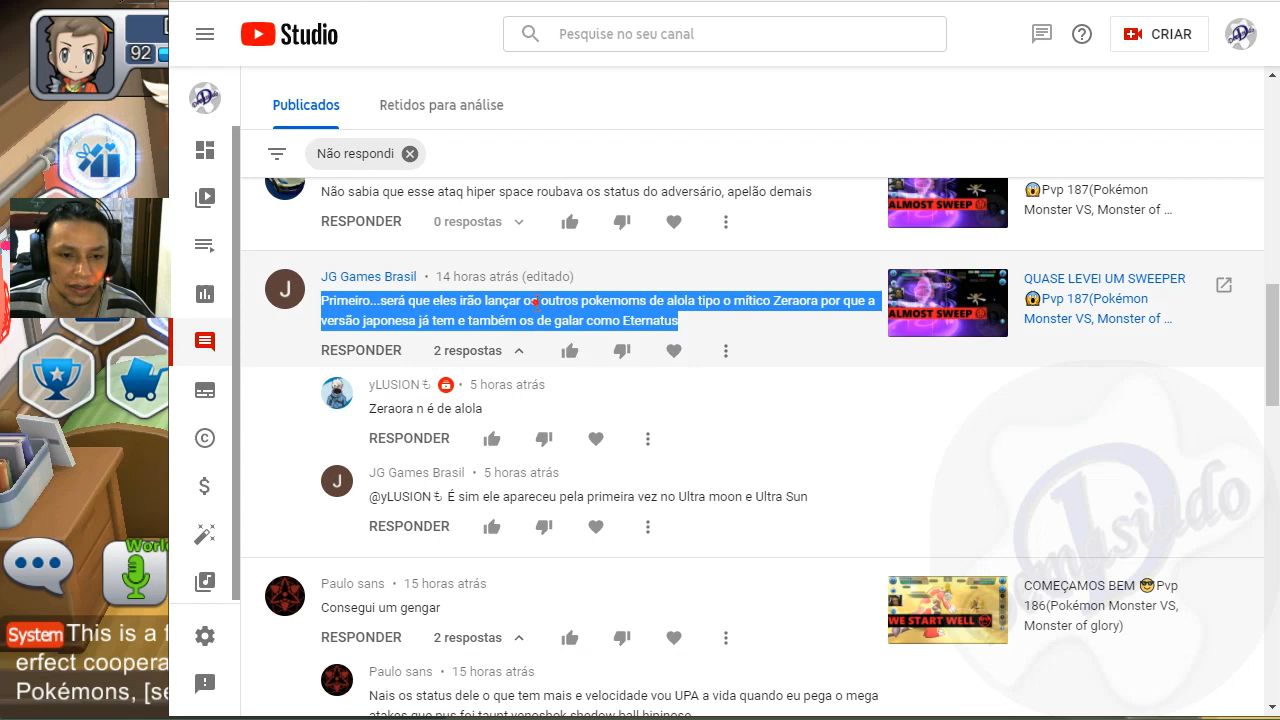 92
Studio
Pesquise no seu canal
CRIAR
Publicados
Retidos para análise
Não respondi
Não sabia que esse ataq hiper space roubava os status do adversário, apelão demais
RESPONDER
0 respostas
ALMOST SWEEP
😱Pvp 187(Pokémon
Monster VS, Monster of ...
JG Games Brasil • 14 horas atrás (editado)
Primeiro...será que eles irão lançar os outros pokemoms de alola tipo o mítico Zeraora por que a
versão japonesa já tem e também os de galar como Eternatus
RESPONDER
2 respostas
ALMOST SWEEP
QUASE LEVEI UM SWEEPER
😱Pvp 187(Pokémon
Monster VS, Monster of ...
yLUSION • 5 horas atrás
Zeraora n é de alola
RESPONDER
J
JG Games Brasil • 5 horas atrás
@yLUSION É sim ele apareceu pela primeira vez no Ultra moon e Ultra Sun
RESPONDER
J
Paulo sans • 15 horas atrás
Consegui um gengar
RESPONDER
2 respostas
WE START WELL
COMEÇAMOS BEM 😎Pvp
186(Pokémon Monster VS,
Monster of glory)
Paulo sans • 15 horas atrás
Nais os status dele o que tem mais e velocidade vou UPA a vida quando eu pega o mega
World
System This is a f
erfect coopera
Pokémons, [se